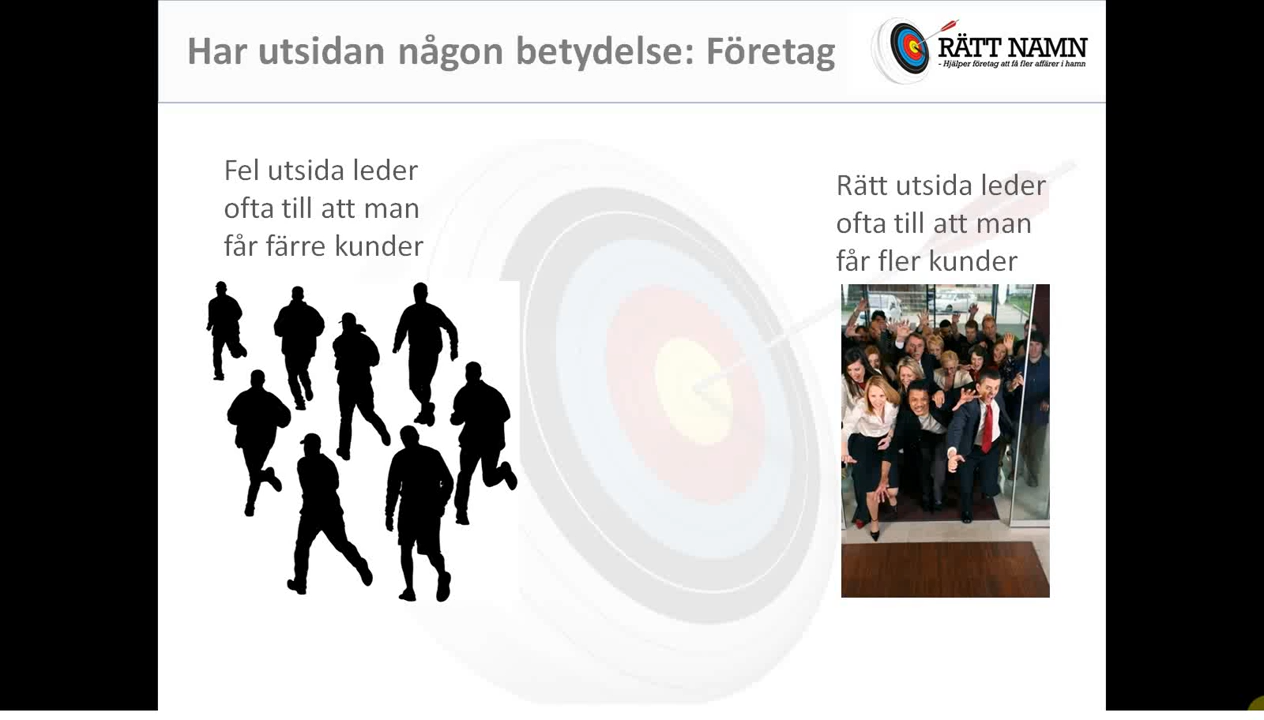 Har utsidan någon betydelse: Företag
RÄTT NAMN
- Hjälper företag att få fler affärer i hamn
Fel utsida leder
ofta till att man
får färre kunder
Rätt utsida leder
ofta till att man
får fler kunder